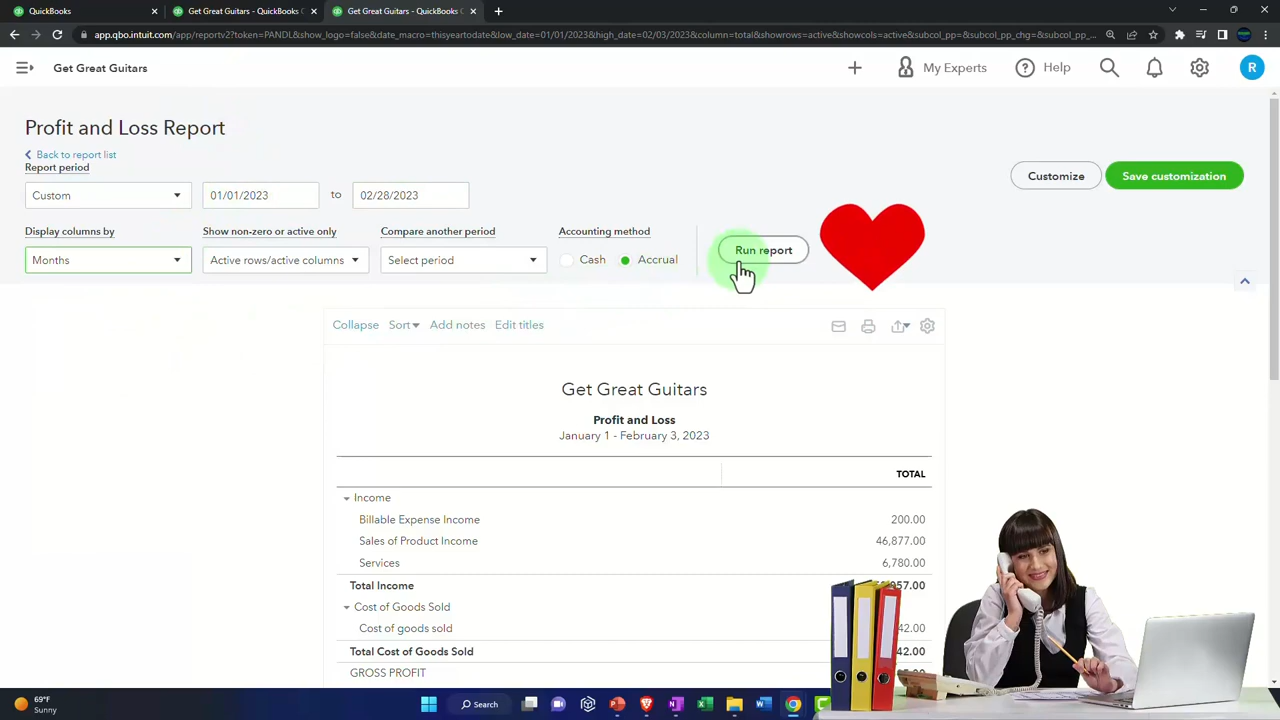 QuickBooks
Get Great Guitars - QuickBooks C
Get Great Guitars - QuickBooks C
app.qbo.intuit.com/app/reportv2?token=PANDL&show_logo=false&date_macro=thisyeartodate&low_date=01/01/2023&high_date=02/03/2023&column=total&showrows=active&showcols=active&subcol_pp=&subcol_pp_chg=&subcol_pp_...
Get Great Guitars
My Experts
Help
R
Profit and Loss Report
Back to report list
Report period
Custom
01/01/2023
to
02/28/2023
Customize
Save customization
Display columns by
Show non-zero or active only
Compare another period
Accounting method
Months
Active rows/active columns
Select period
Cash
Accrual
Run report
Collapse
Sort
Add notes
Edit titles
Get Great Guitars
Profit and Loss
January 1 - February 3, 2023
TOTAL
Income
Billable Expense Income 200.00
Sales of Product Income 46,877.00
Services 6,780.00
Total Income 957.00
Cost of Goods Sold
Cost of goods sold 42.00
Total Cost of Goods Sold 42.00
GROSS PROFIT
69°F
Sunny
Search